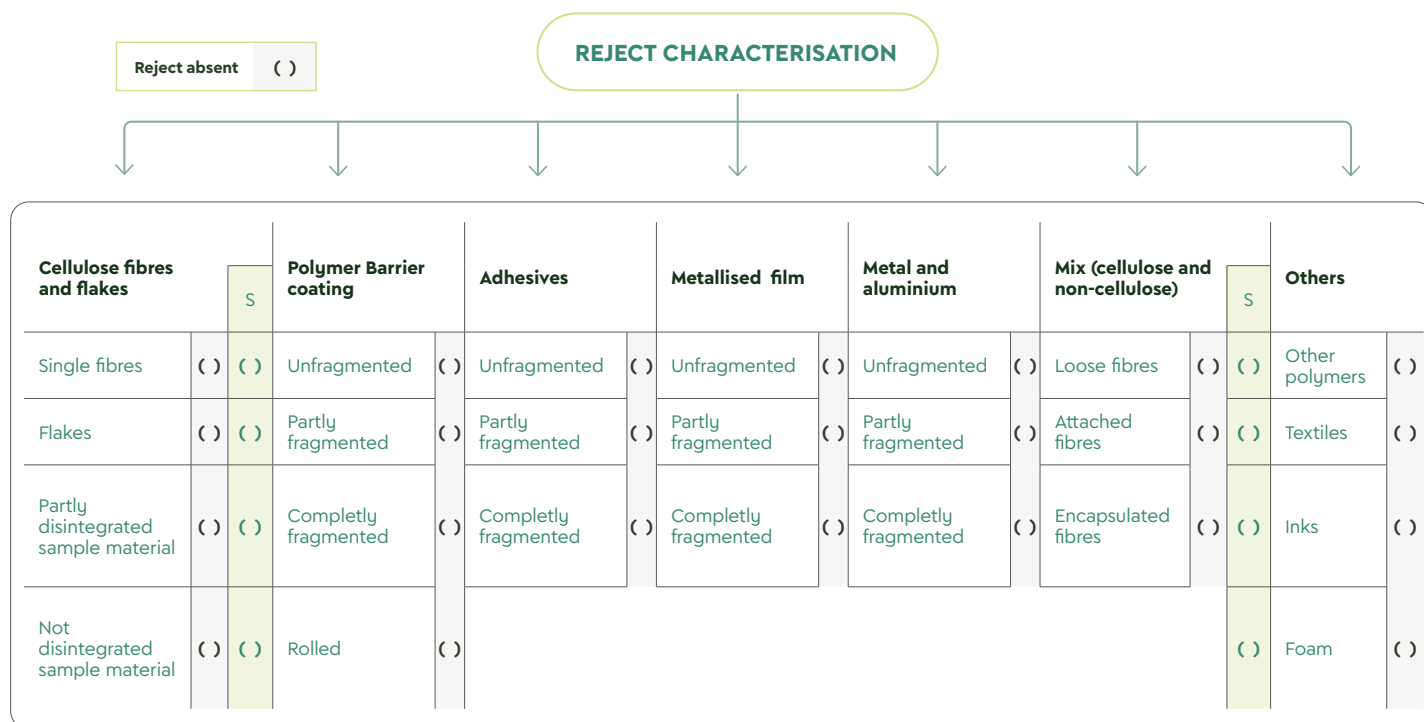 REJECT CHARACTERISATION
Reject absent ( )
Cellulose fibres
and flakes
S
Polymer Barrier
coating
Adhesives
Metallised film
Metal and
aluminium
Mix (cellulose and
non-cellulose)
S
Others
Single fibres ( ) ( )
Unfragmented ( )
Unfragmented ( )
Unfragmented ( )
Unfragmented ( )
Loose fibres ( ) ( )
Other
polymers ( )
Flakes ( ) ( )
Partly
fragmented ( )
Partly
fragmented ( )
Partly
fragmented ( )
Partly
fragmented ( )
Attached
fibres ( ) ( )
Textiles ( )
Partly
disintegrated
sample material ( ) ( )
Completly
fragmented ( )
Completly
fragmented ( )
Completly
fragmented ( )
Completly
fragmented ( )
Encapsulated
fibres ( ) ( )
Inks ( )
Not
disintegrated
sample material ( ) ( )
Rolled ( )
( )
Foam ( )